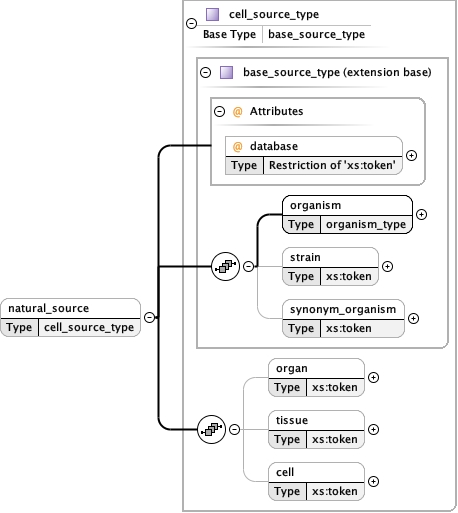 cell_source_type
Base Type base_source_type
base_source_type (extension base)
@ Attributes
@ database
Type Restriction of 'xs:token'
organism
Type organism_type
strain
Type xs:token
synonym_organism
Type xs:token
natural_source
Type cell_source_type
organ
Type xs:token
tissue
Type xs:token
cell
Type xs:token